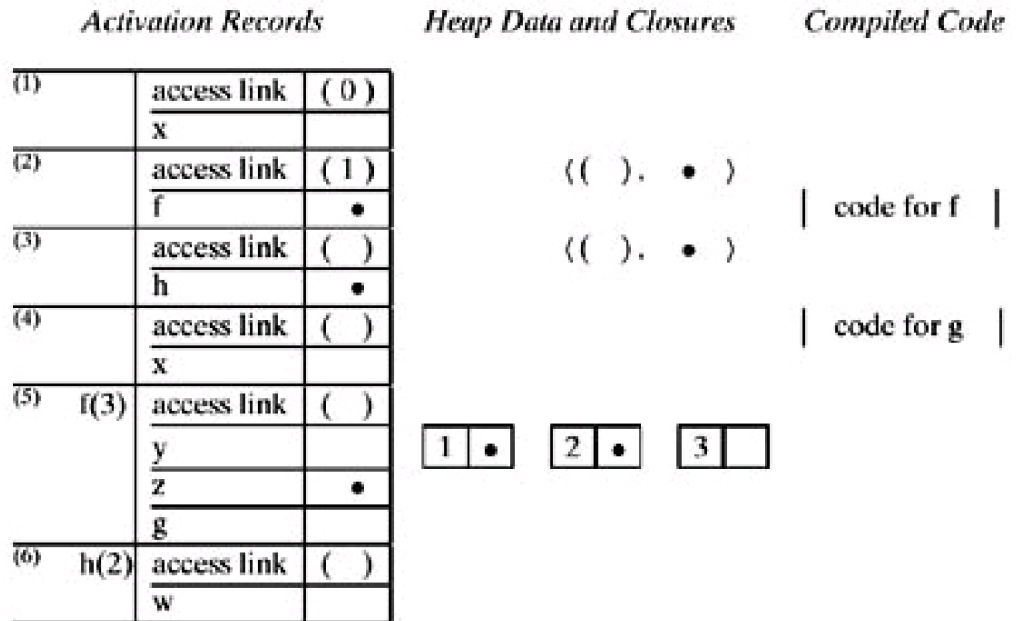 Activation Records Heap Data and Closures Compiled Code
(1) access link ( 0 )
x
(2) access link ( 1 ) ⟨( ). • ⟩
f • | code for f |
(3) access link ( ) ⟨( ). • ⟩
h •
(4) access link ( ) | code for g |
x
(5) f(3) access link ( )
y 1 • 2 • 3
z •
g
(6) h(2) access link ( )
w